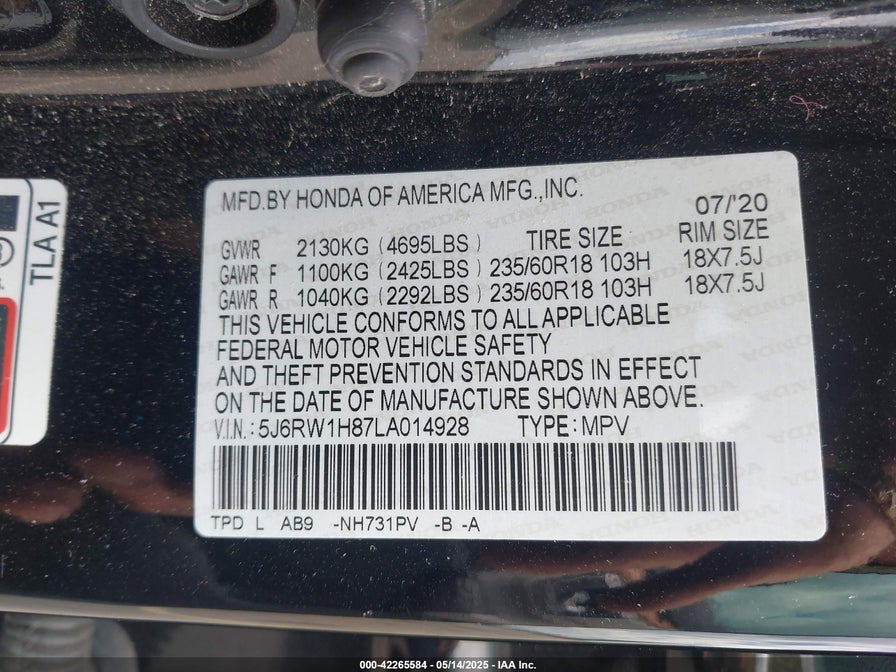 MFD.BY HONDA OF AMERICA MFG.,INC.
07/'20
GVWR 2130KG (4695LBS) TIRE SIZE RIM SIZE
GAWR F 1100KG (2425LBS) 235/60R18 103H 18X7.5J
GAWR R 1040KG (2292LBS) 235/60R18 103H 18X7.5J
THIS VEHICLE CONFORMS TO ALL APPLICABLE
FEDERAL MOTOR VEHICLE SAFETY
AND THEFT PREVENTION STANDARDS IN EFFECT
ON THE DATE OF MANUFACTURE SHOWN ABOVE.
V.I.N.: 5J6RW1H87LA014928 TYPE: MPV
TPD L AB9 -NH731PV -B -A
TLA A1
000-42265584 - 05/14/2025 - IAA Inc.